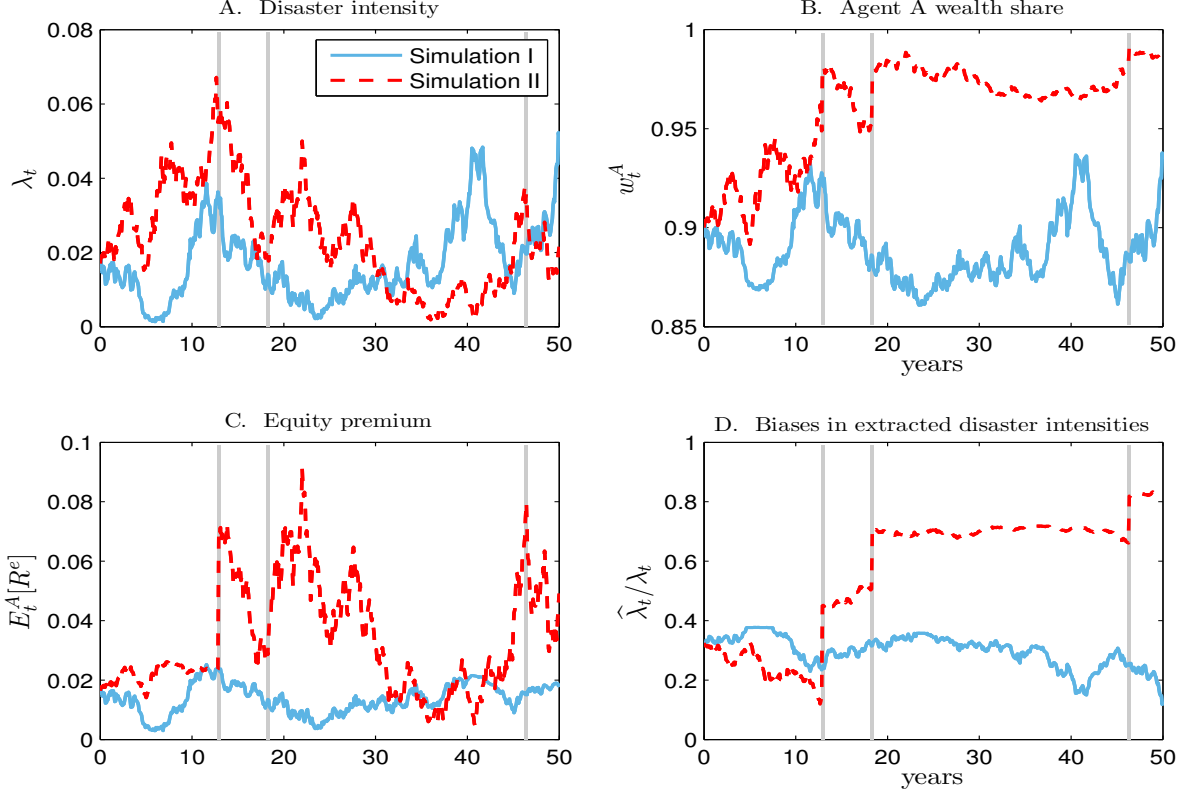 A. Disaster intensity
0.08
0.06
0.04
0.02
0
λt
Simulation I
Simulation II
0 10 20 30 40 50
B. Agent A wealth share
1
0.95
0.9
0.85
w_t^A
0 10 20 30 40 50
years
C. Equity premium
0.1
0.08
0.06
0.04
0.02
0
E_t^A[R^e]
0 10 20 30 40 50
D. Biases in extracted disaster intensities
1
0.8
0.6
0.4
0.2
0
λ̂t/λt
0 10 20 30 40 50
years